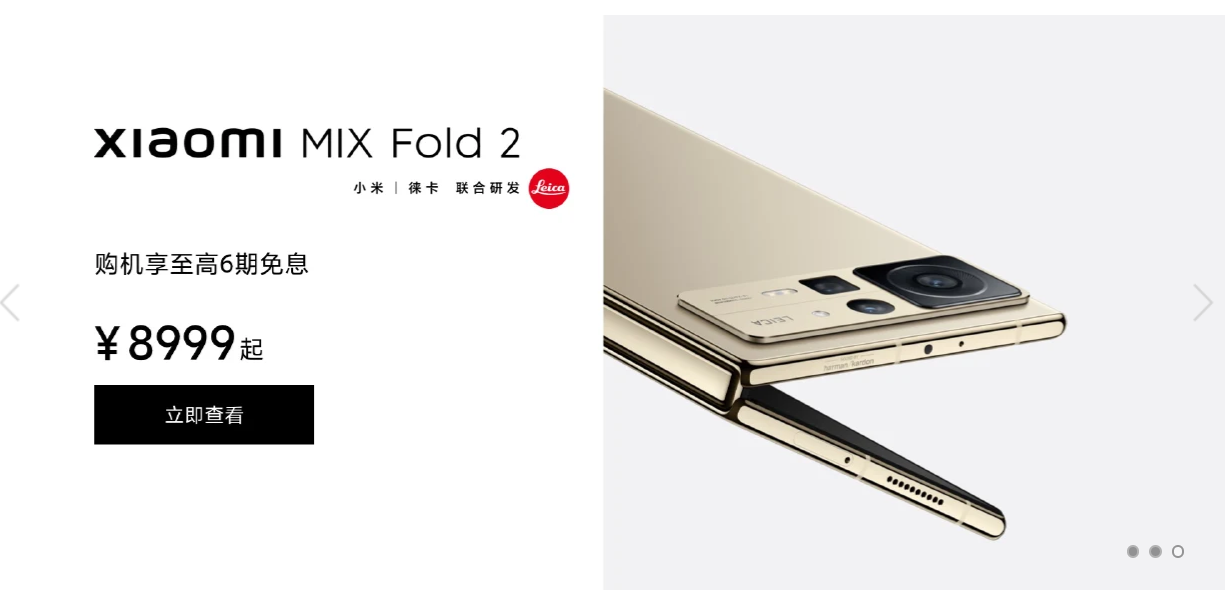 xiaomi MIX Fold 2
小米 | 徕卡 联合研发 Leica
购机享至高6期免息
¥8999起
立即查看
LEICA
harman/kardon